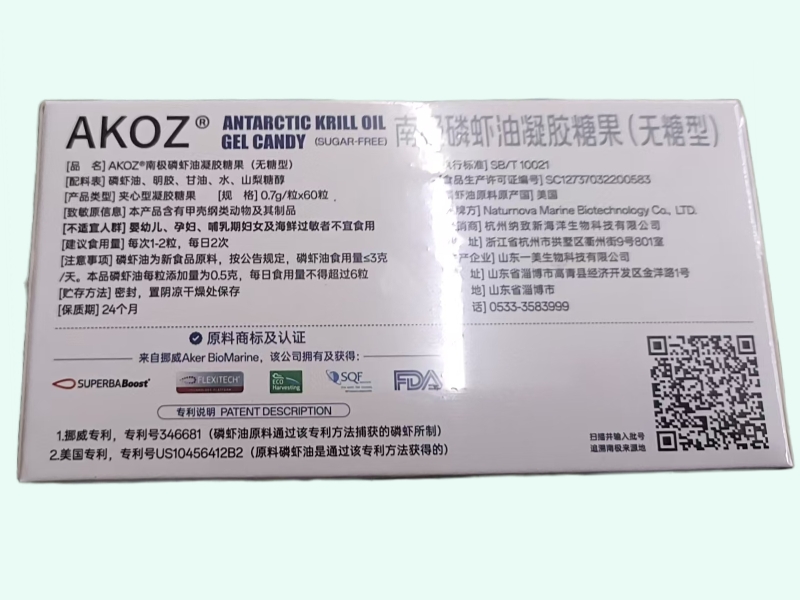 AKOZ® ANTARCTIC KRILL OIL GEL CANDY (SUGAR-FREE) 南极磷虾油凝胶糖果(无糖型)
[品 名] AKOZ®南极磷虾油凝胶糖果(无糖型)
[配料表] 磷虾油、明胶、甘油、水、山梨糖醇
[产品类型] 夹心型凝胶糖果 [规 格] 0.7g/粒x60粒
[致敏原信息] 本产品含有甲壳纲类动物及其制品
[不适宜人群] 婴幼儿、孕妇、哺乳期妇女及海鲜过敏者不宜食用
[建议食用量] 每次1-2粒,每日2次
[注意事项] 磷虾油为新食品原料,按公告规定,磷虾油食用量≤3克
/天。本品磷虾油每粒添加量为0.5克,每日食用量不得超过6粒
[贮存方法] 密封,置阴凉干燥处保存
[保质期] 24个月
执行标准] SB/T 10021
食品生产许可证编号] SC12737032200583
磷虾油原料原产国] 美国
牌方] Naturnova Marine Biotechnology Co., LTD.
销商] 杭州纳致新海洋生物科技有限公司
址] 浙江省杭州市拱墅区衢州街9号801室
产企业] 山东一美生物科技有限公司
址] 山东省淄博市高青县经济开发区金洋路1号
地] 山东省淄博市
话] 0533-3583999
原料商标及认证
来自挪威Aker BioMarine,该公司拥有及获得:
SUPERBABoost™ FLEXITECH™ ECO Harvesting SQF FDA
专利说明 PATENT DESCRIPTION
1.挪威专利,专利号346681(磷虾油原料通过该专利方法捕获的磷虾所制)
2.美国专利,专利号US10456412B2(原料磷虾油是通过该专利方法获得的)
扫描并输入批号
追溯南极来源地